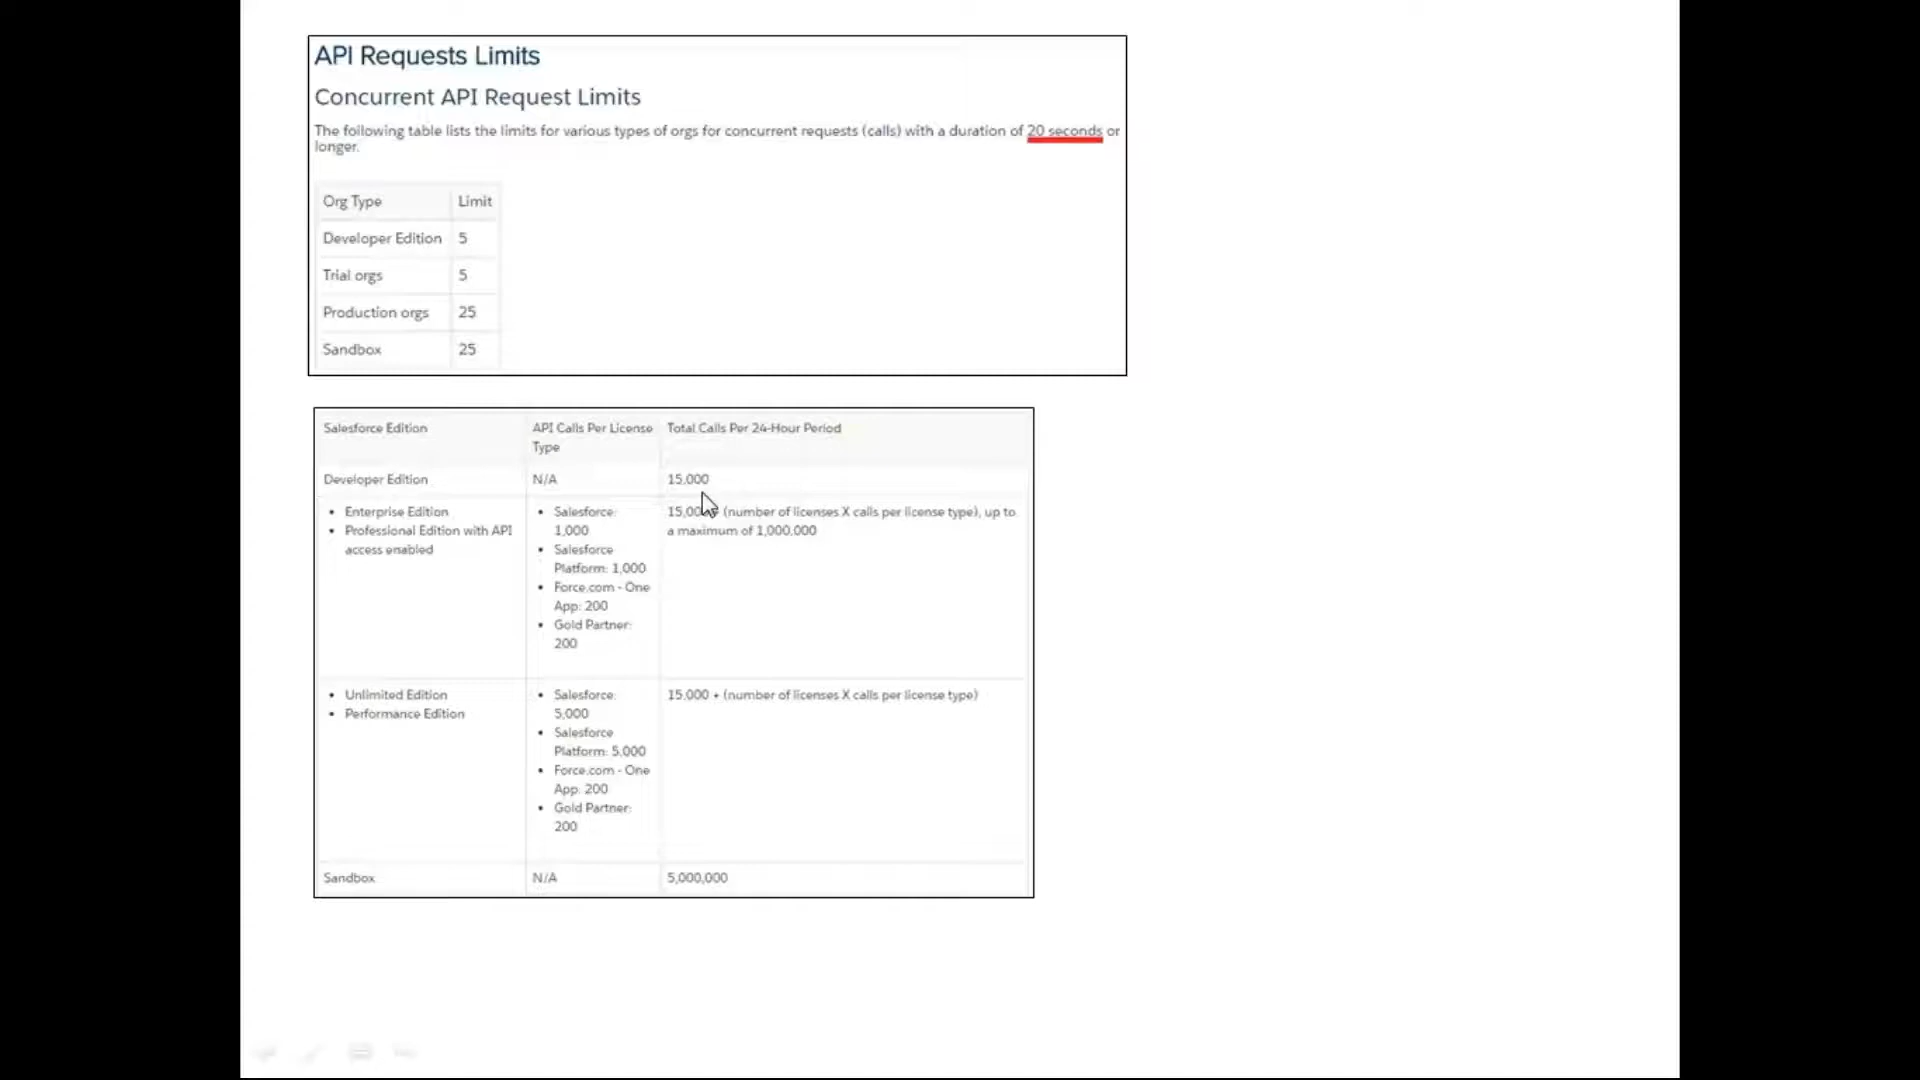 API Requests Limits
Concurrent API Request Limits
The following table lists the limits for various types of orgs for concurrent requests (calls) with a duration of 20 seconds or
longer.
Org Type Limit
Developer Edition 5
Trial orgs 5
Production orgs 25
Sandbox 25
Salesforce Edition API Calls Per License Total Calls Per 24-Hour Period
Type
Developer Edition N/A 15,000
• Enterprise Edition • Salesforce: 15,000 + (number of licenses X calls per license type), up to
• Professional Edition with API 1,000 a maximum of 1,000,000
access enabled • Salesforce
Platform: 1,000
• Force.com - One
App: 200
• Gold Partner:
200
• Unlimited Edition • Salesforce: 15,000 + (number of licenses X calls per license type)
• Performance Edition 5,000
• Salesforce
Platform: 5,000
• Force.com - One
App: 200
• Gold Partner:
200
Sandbox N/A 5,000,000